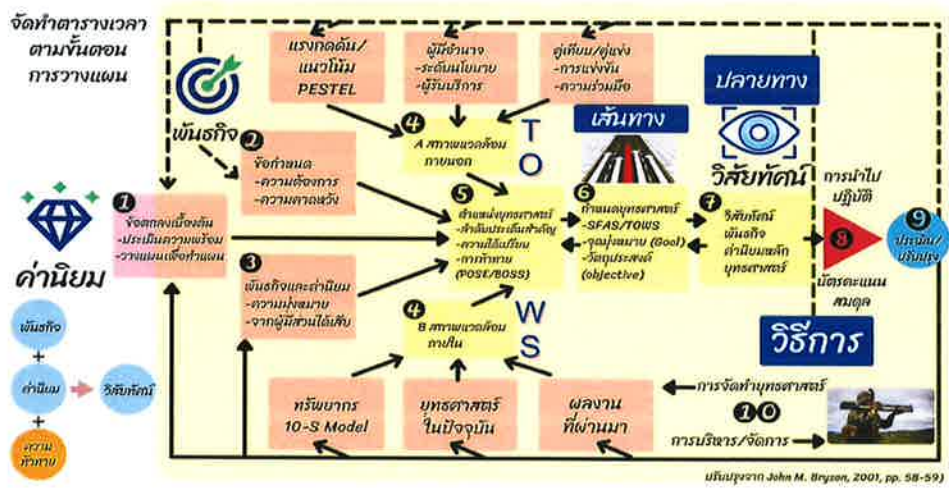 จัดทำตารางเวลา
ตามขั้นตอน
การวางแผน
แรงกดดัน/
แนวโน้ม
PESTEL
ผู้มีอำนาจ
-ระดับนโยบาย
-ผู้รับบริการ
คู่เทียบ/คู่แข่ง
-การแข่งขัน
-ความร่วมมือ
พันธกิจ
2
ข้อกำหนด
-ความต้องการ
-ความคาดหวัง
4
A สภาพแวดล้อม
ภายนอก
T
O
เส้นทาง
ปลายทาง
วิสัยทัศน์
ค่านิยม
1
ข้อตกลงเบื้องต้น
-ประเมินความพร้อม
-วางแผนเพื่อทำแผน
5
ตำแหน่งยุทธศาสตร์
-ลำดับประเด็นสำคัญ
-ความได้เปรียบ
-การท้าทาย
(POSE/BOSS)
6
กำหนดยุทธศาสตร์
-SFAS/TOWS
-จุดมุ่งหมาย (Goal)
-วัตถุประสงค์
(objective)
7
วิสัยทัศน์
พันธกิจ
ค่านิยมหลัก
ยุทธศาสตร์
การนำไป
ปฏิบัติ
8
บัตรคะแนน
สมดุล
9
ประเมิน/
ปรับปรุง
3
พันธกิจและค่านิยม
-ความมุ่งหมาย
-จากผู้มีส่วนได้เสีย
4
B สภาพแวดล้อม
ภายใน
W
S
วิธีการ
พันธกิจ
+
ค่านิยม
วิสัยทัศน์
+
ความ
ท้าทาย
ทรัพยากร
10-S Model
ยุทธศาสตร์
ในปัจจุบัน
ผลงาน
ที่ผ่านมา
การจัดทำยุทธศาสตร์
10
การบริหาร/จัดการ
ปรับปรุงจาก John M. Bryson, 2001, pp. 58-59)